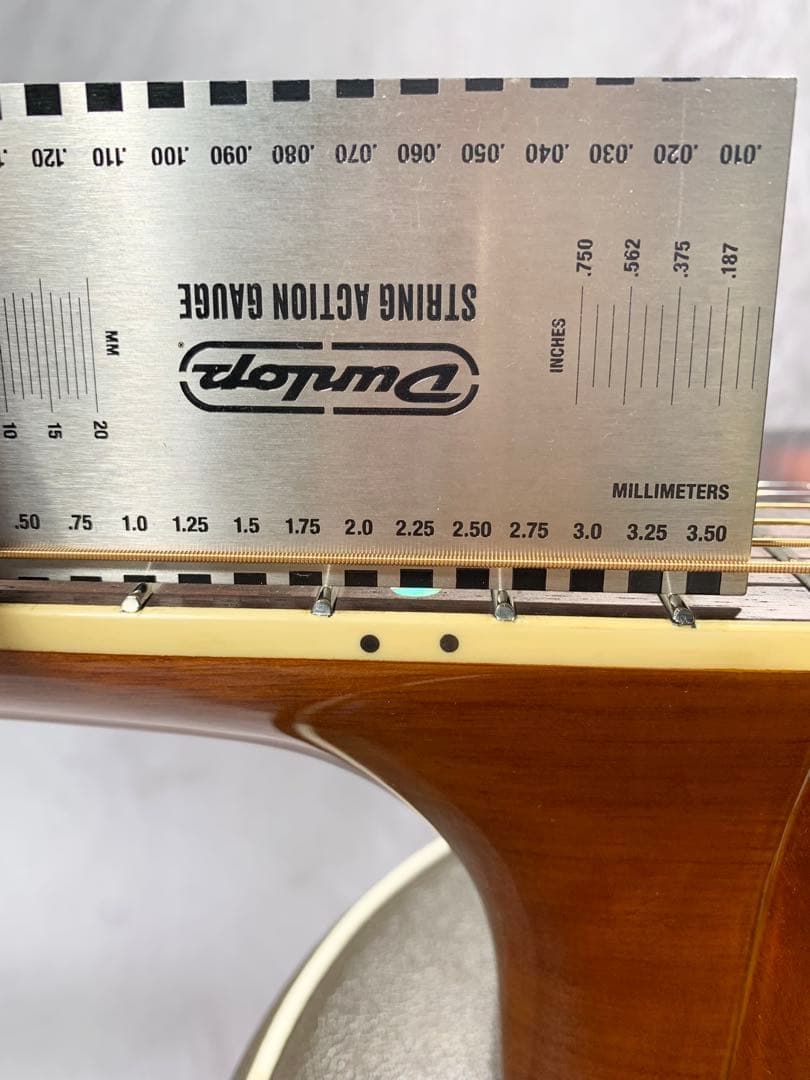 .120 .110 .100 .090 .080 .070 .060 .050 .040 .030 .020 .010
.750 .562 .375 .187
INCHES
STRING ACTION GAUGE
Dunlop®
MM
10 15 20
MILLIMETERS
.50 .75 1.0 1.25 1.5 1.75 2.0 2.25 2.50 2.75 3.0 3.25 3.50